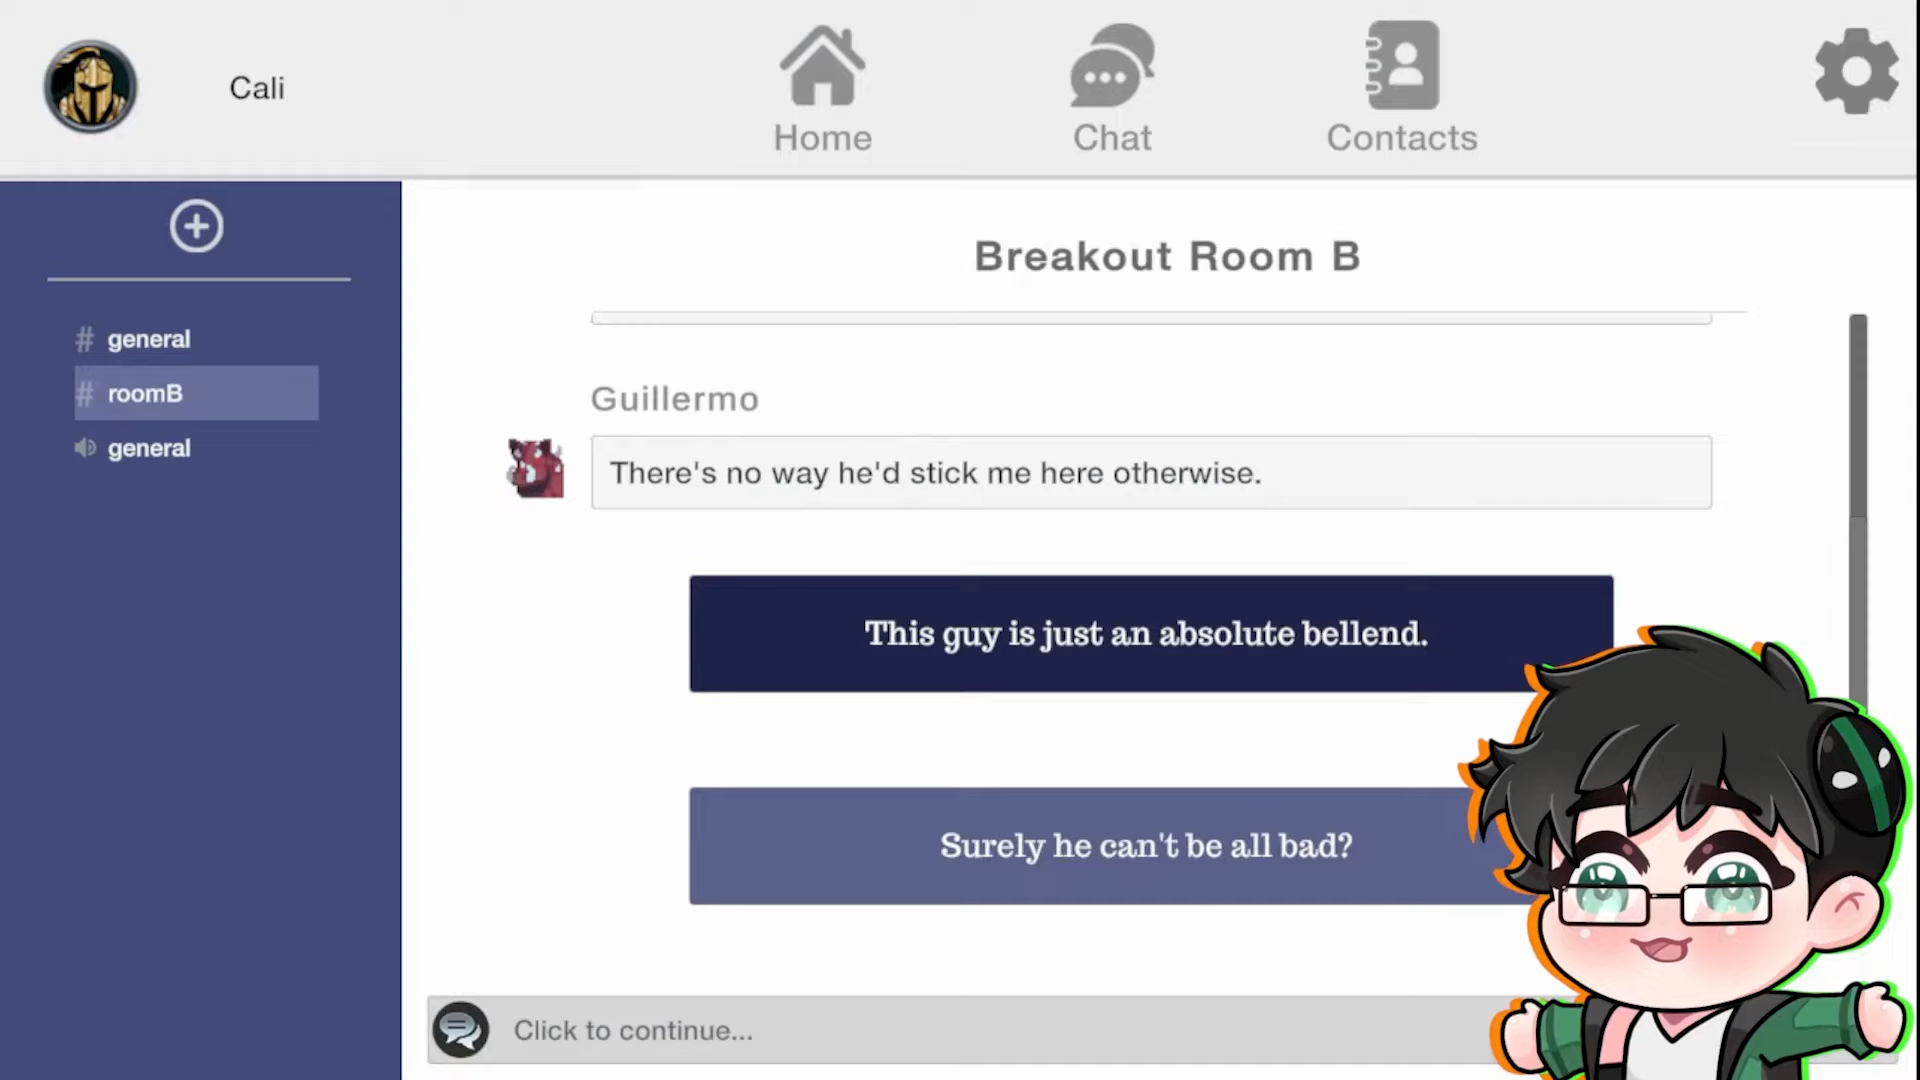 Cali
Home
Chat
Contacts
# general
# roomB
general
Breakout Room B
Guillermo
There's no way he'd stick me here otherwise.
This guy is just an absolute bellend.
Surely he can't be all bad?
Click to continue...